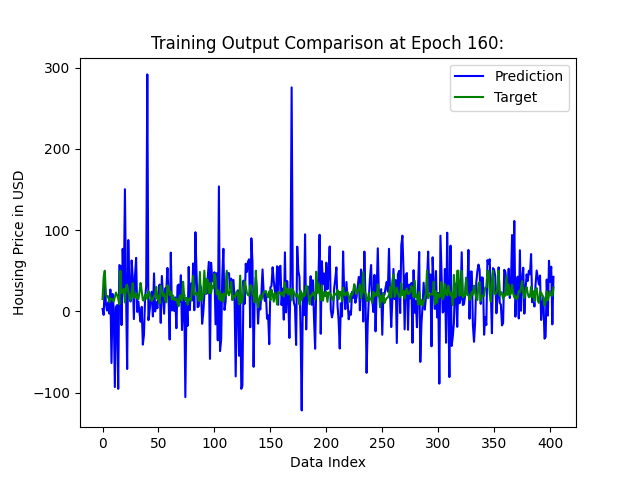 Training Output Comparison at Epoch 160:
Prediction
Target
300
200
100
0
−100
Housing Price in USD
0 50 100 150 200 250 300 350 400
Data Index